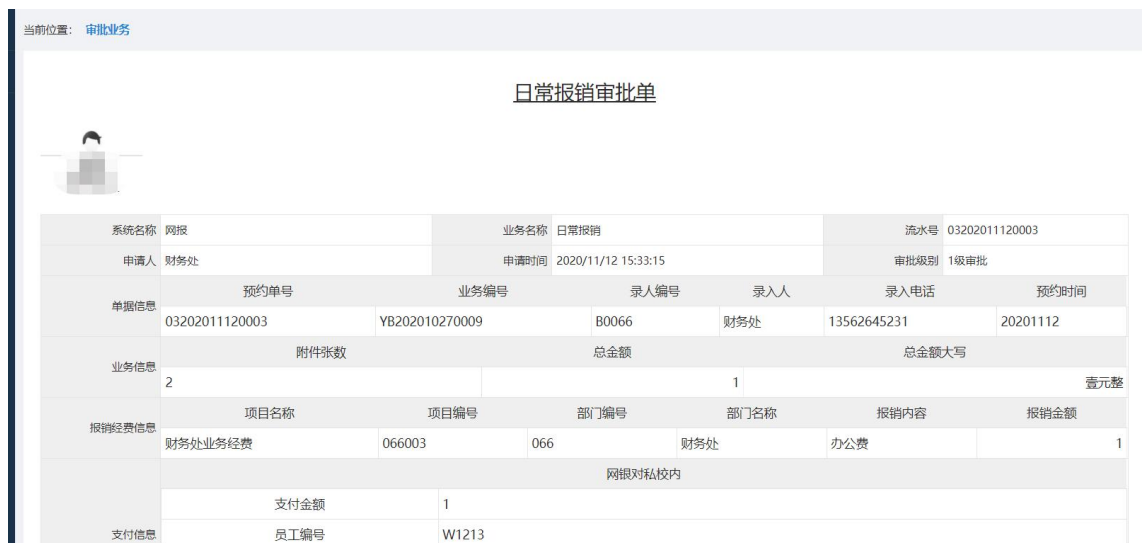 当前位置： 审批业务
日常报销审批单
系统名称 网报 业务名称 日常报销 流水号 03202011120003
申请人 财务处 申请时间 2020/11/12 15:33:15 审批级别 1级审批
单据信息 预约单号 业务编号 录人编号 录入人 录入电话 预约时间
03202011120003 YB202010270009 B0066 财务处 13562645231 20201112
业务信息 附件张数 总金额 总金额大写
2 1 壹元整
报销经费信息 项目名称 项目编号 部门编号 部门名称 报销内容 报销金额
财务处业务经费 066003 066 财务处 办公费 1
网银对私校内
支付金额 1
支付信息 员工编号 W1213